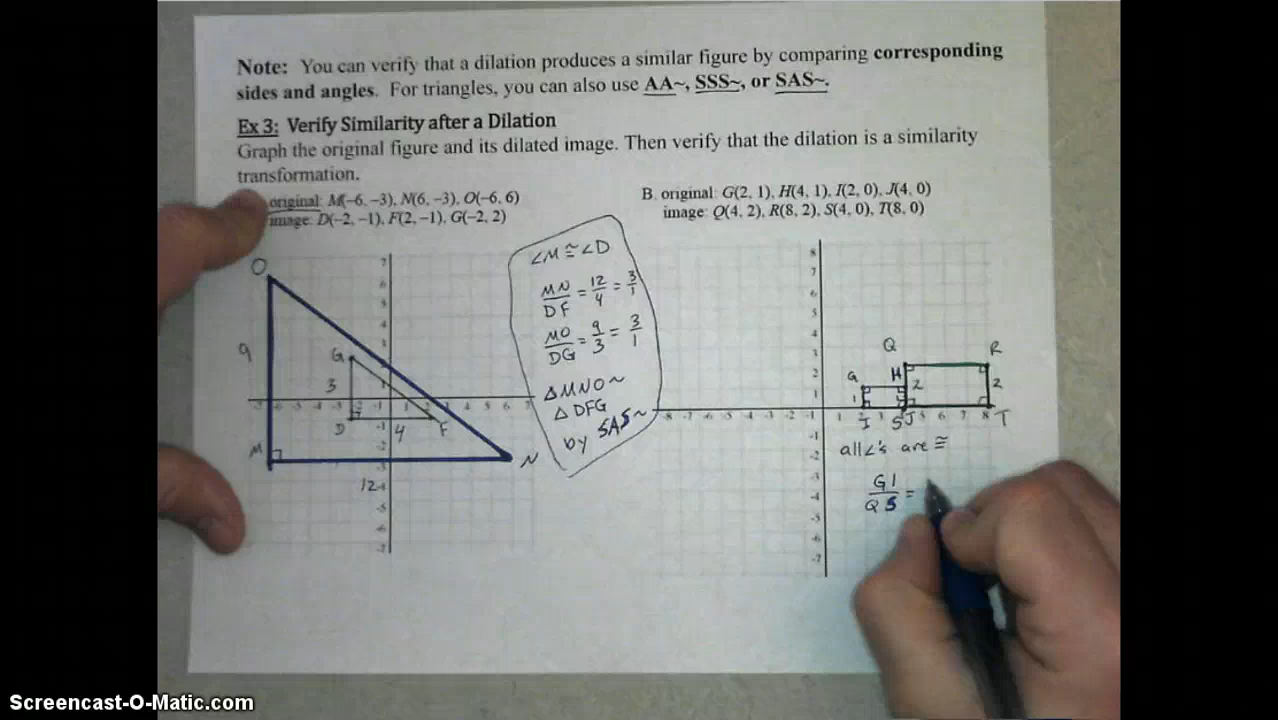 Note: You can verify that a dilation produces a similar figure by comparing corresponding
sides and angles. For triangles, you can also use AA~, SSS~, or SAS~.
Ex 3: Verify Similarity after a Dilation
Graph the original figure and its dilated image. Then verify that the dilation is a similarity
transformation.
original: M(–6, –3), N(6, –3), O(–6, 6)
image: D(–2, –1), F(2, –1), G(–2, 2)
B. original: G(2, 1), H(4, 1), I(2, 0), J(4, 0)
image: Q(4, 2), R(8, 2), S(4, 0), T(8, 0)
O
9
G
3
D
4
F
M
N
12
∠M ≅ ∠D
MN/DF = 12/4 = 3/1
MO/DG = 9/3 = 3/1
△MNO ~
△DFG
by SAS~
Q
R
G
H
1
2
2
I
S
J
T
all ∠'s are ≅
GI/QS =
Screencast-O-Matic.com